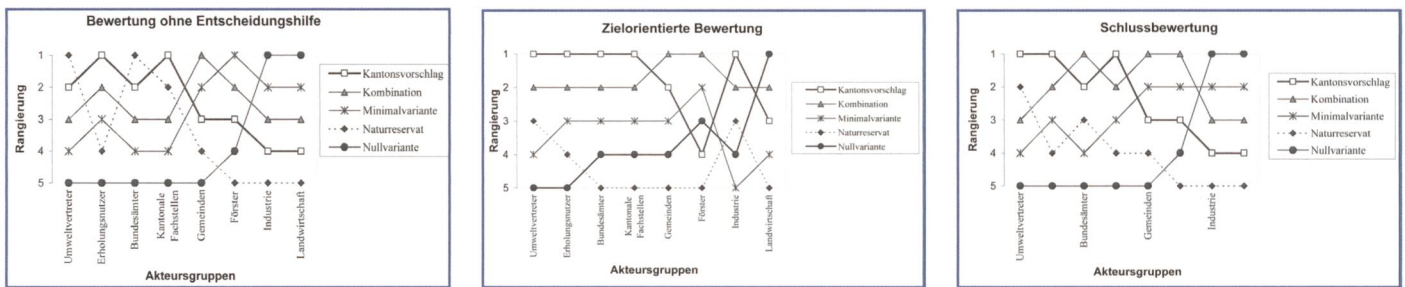 Bewertung ohne Entscheidungshilfe
Rangierung
1
2
3
4
5
Umweltvertreter
Erholungsnutzer
Bundesämter
Kantonale
Fachstellen
Gemeinden
Förster
Industrie
Landwirtschaft
Akteursgruppen
Kantonsvorschlag
Kombination
Minimalvariante
Naturreservat
Nullvariante
Zielorientierte Bewertung
Rangierung
1
2
3
4
5
Umweltvertreter
Erholungsnutzer
Bundesämter
Kantonale
Fachstellen
Gemeinden
Förster
Industrie
Landwirtschaft
Akteursgruppen
Kantonsvorschlag
Kombination
Minimalvariante
Naturreservat
Nullvariante
Schlussbewertung
Rangierung
1
2
3
4
5
Umweltvertreter
Bundesämter
Gemeinden
Industrie
Akteursgruppen
Kantonsvorschlag
Kombination
Minimalvariante
Naturreservat
Nullvariante